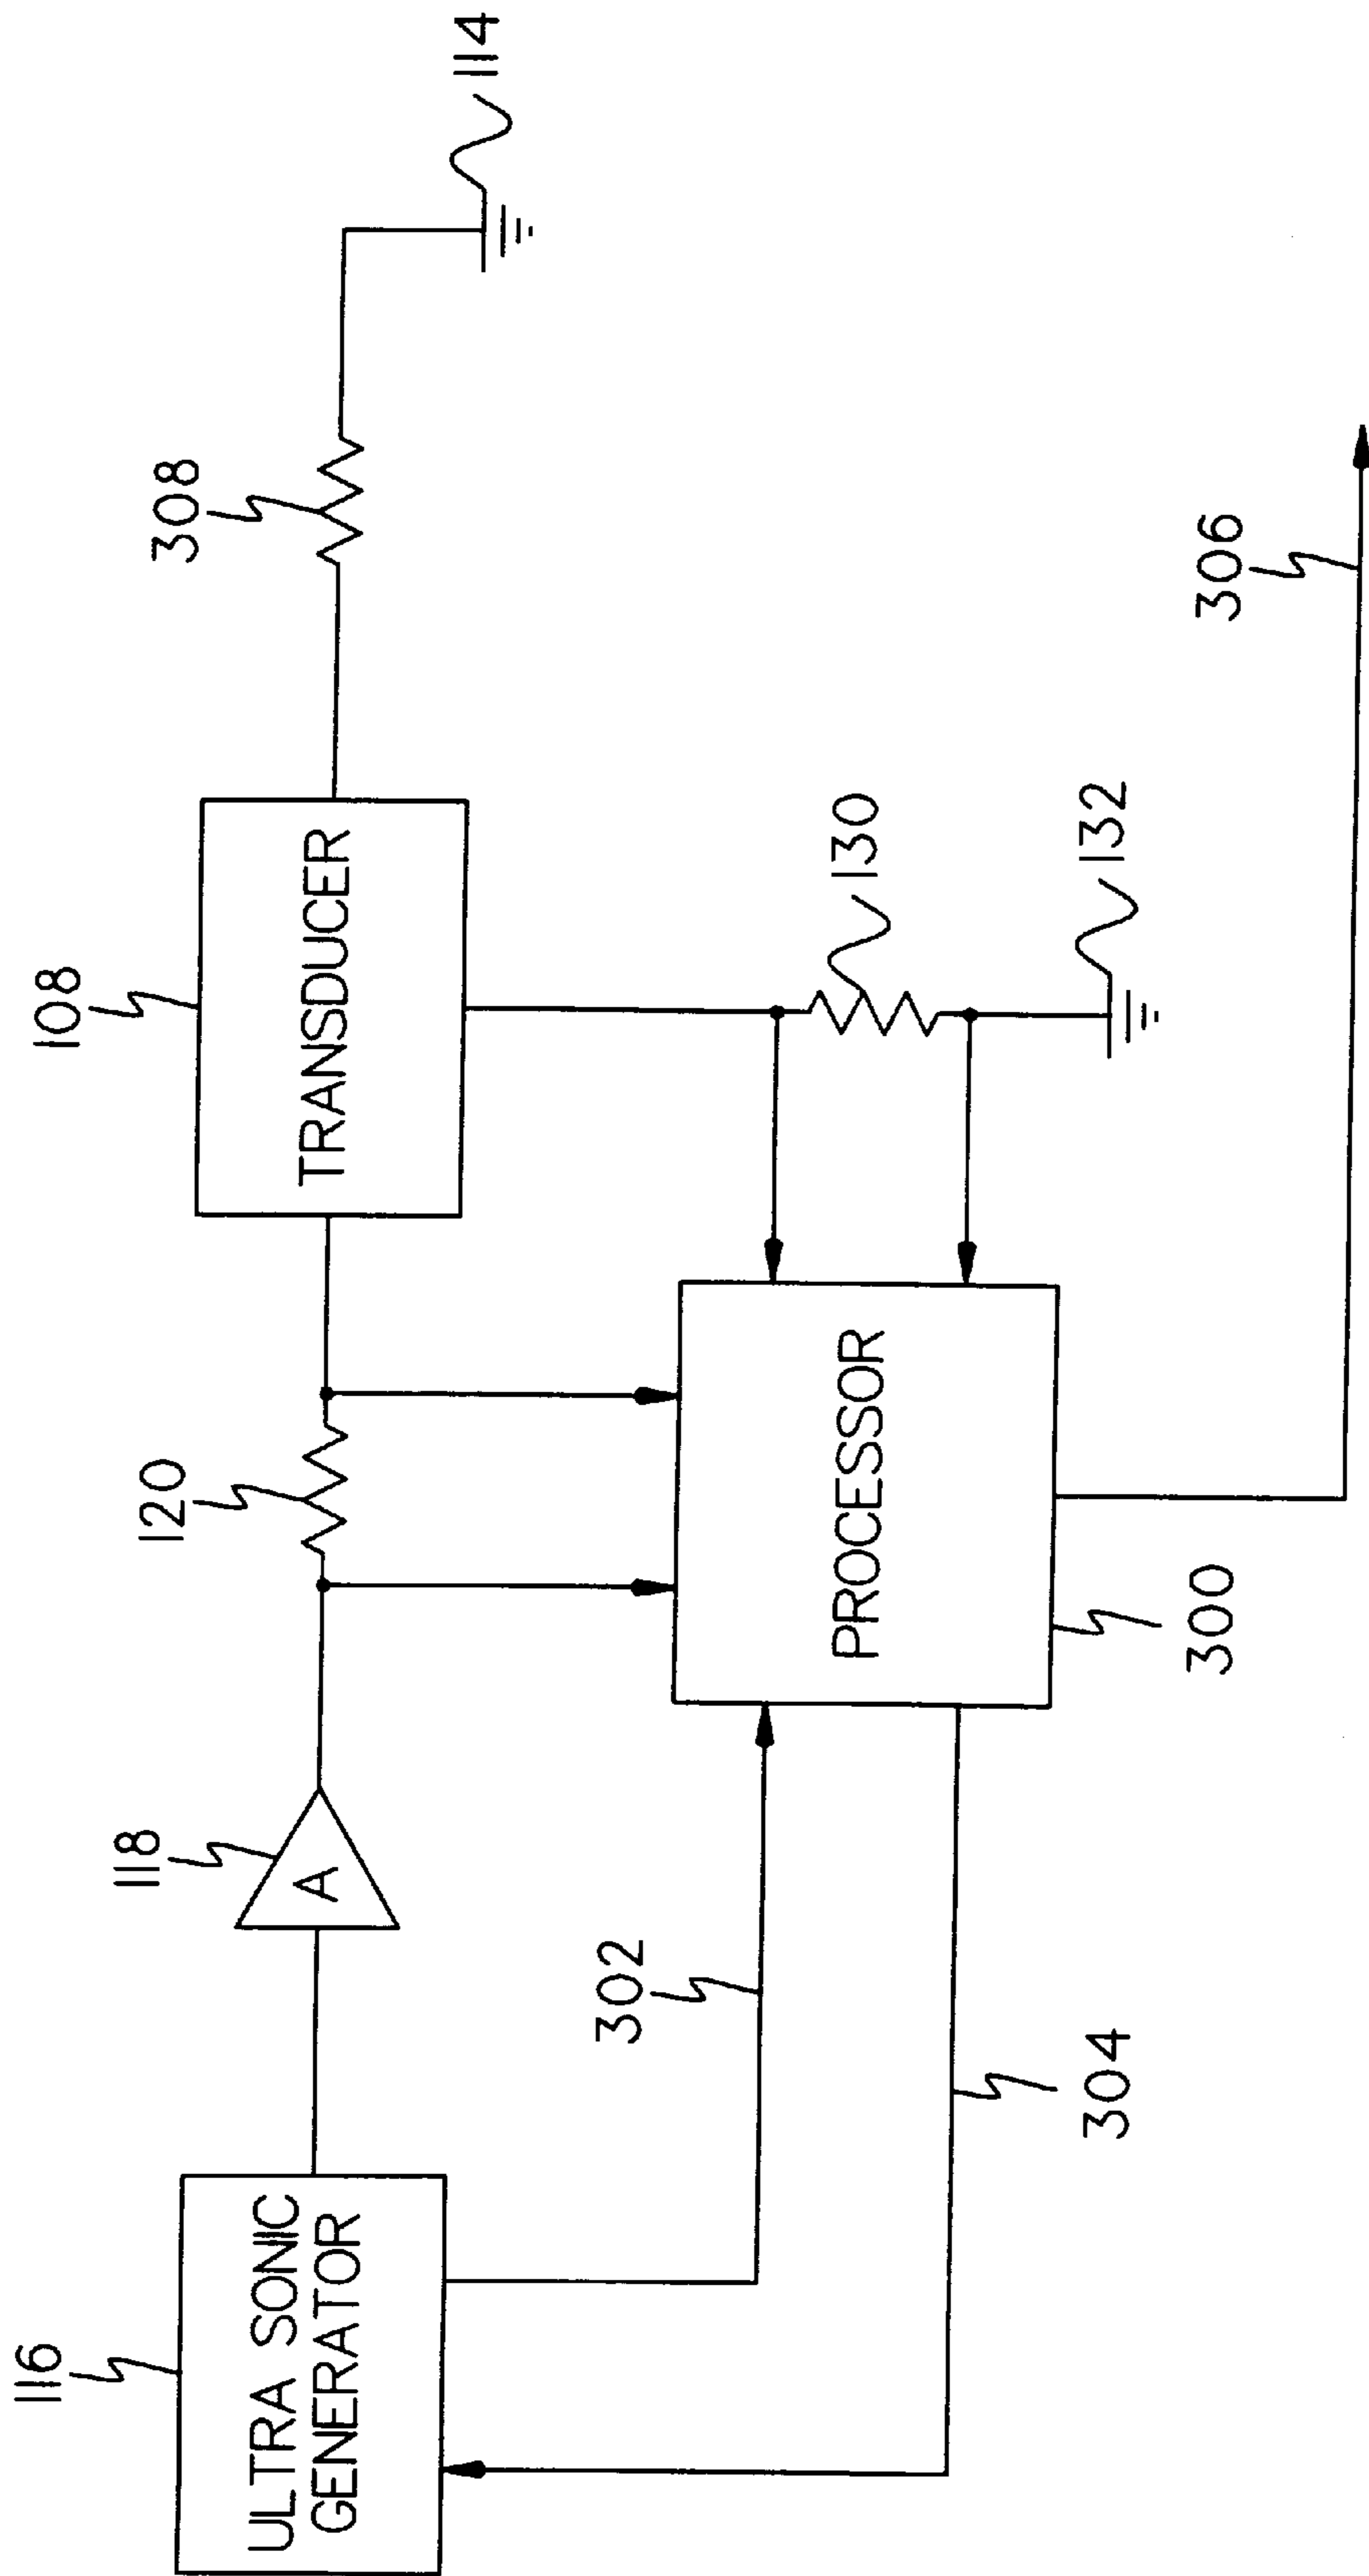 116
ULTRA SONIC
GENERATOR
118
A
120
108
TRANSDUCER
308
114
302
304
PROCESSOR
300
130
132
306